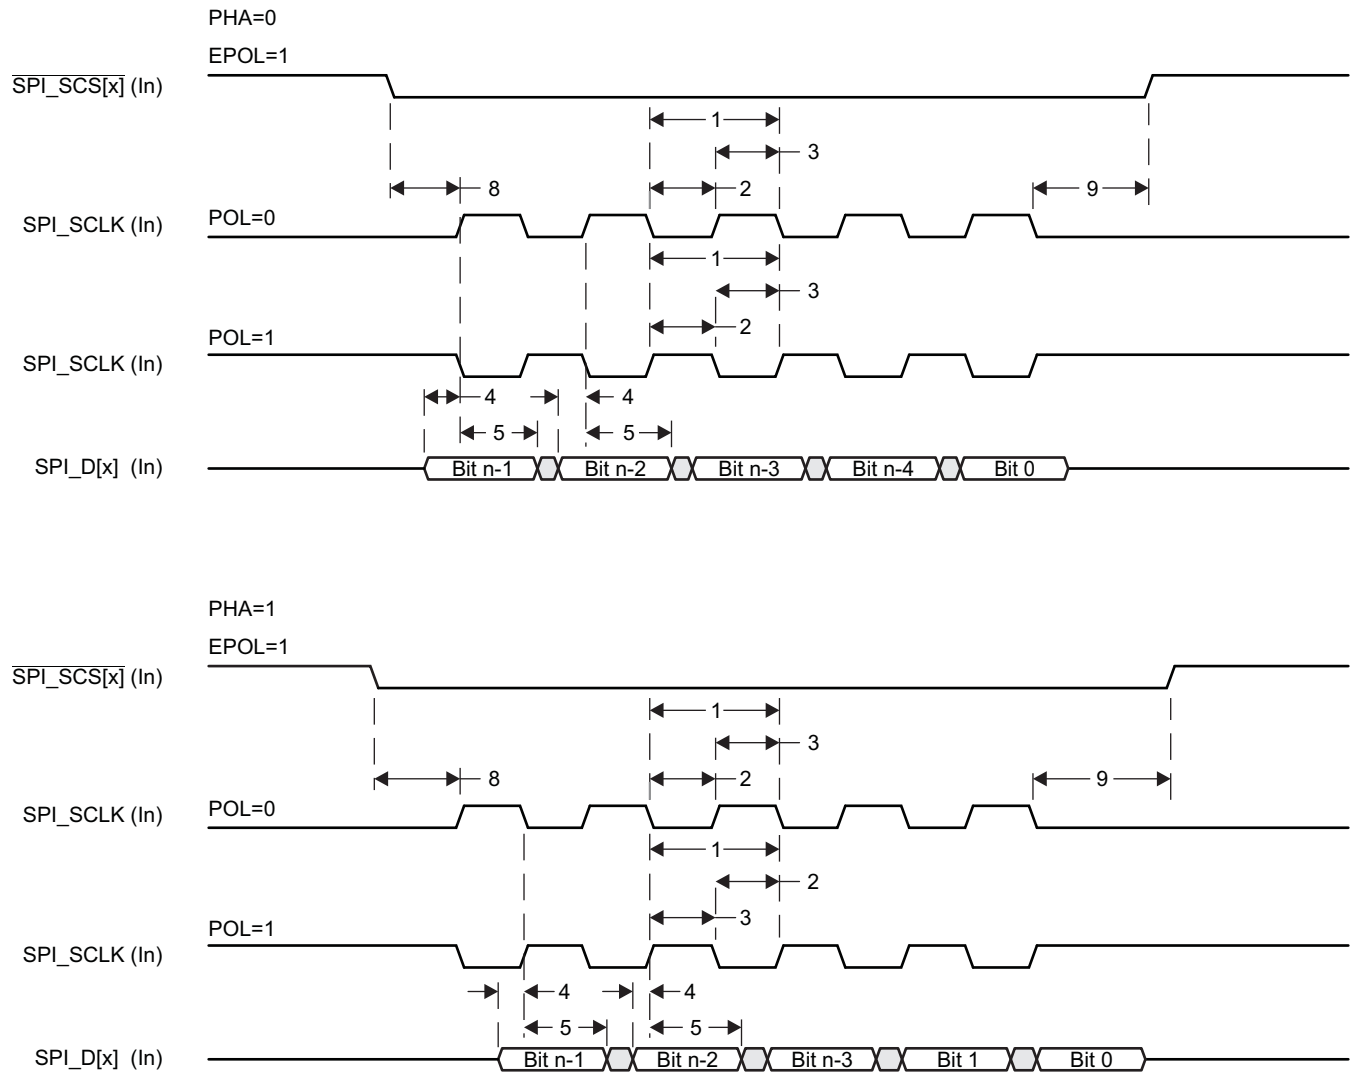 PHA=0
EPOL=1
SPI_SCS[x] (In)
1
3
8
2
9
SPI_SCLK (In)
POL=0
1
3
2
POL=1
SPI_SCLK (In)
4
4
5
5
SPI_D[x] (In)
Bit n-1
Bit n-2
Bit n-3
Bit n-4
Bit 0
PHA=1
EPOL=1
SPI_SCS[x] (In)
1
3
8
2
9
SPI_SCLK (In)
POL=0
1
2
3
POL=1
SPI_SCLK (In)
4
4
5
5
SPI_D[x] (In)
Bit n-1
Bit n-2
Bit n-3
Bit 1
Bit 0